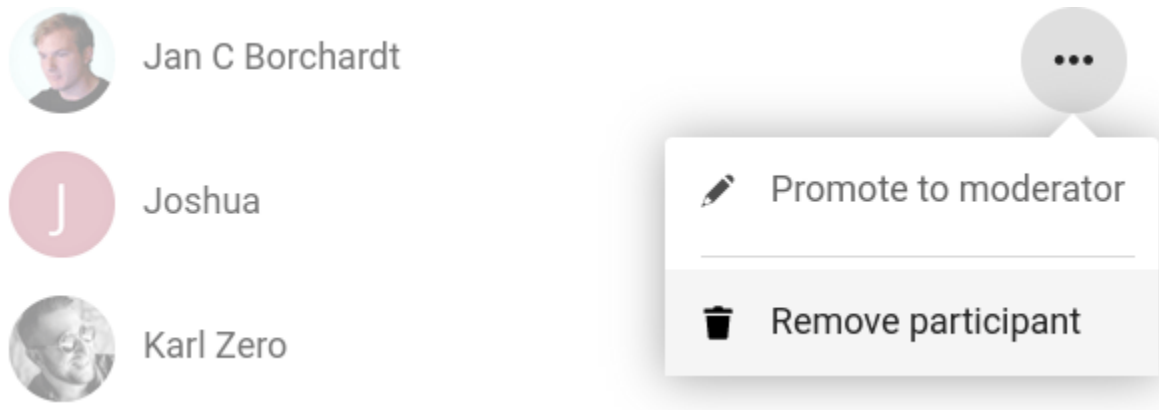 Jan C Borchardt
Promote to moderator
J
Joshua
Remove participant
Karl Zero